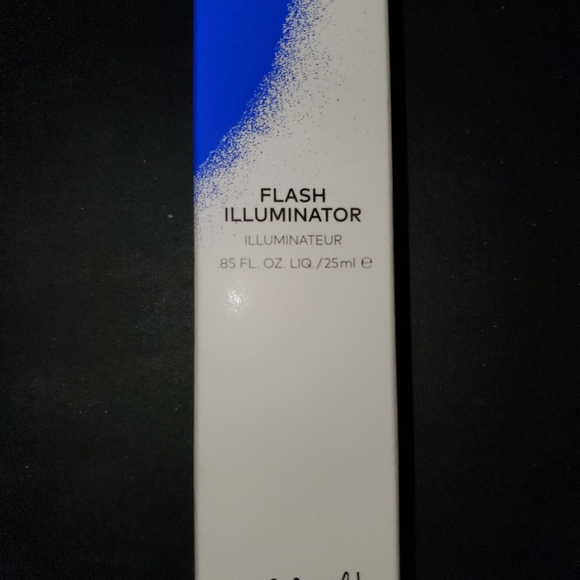 FLASH
ILLUMINATOR
ILLUMINATEUR
.85 FL. OZ. LIQ./25ml ℮